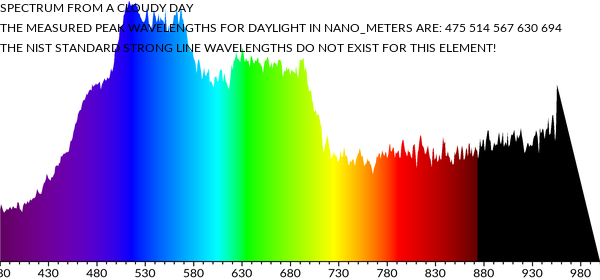 SPECTRUM FROM A CLOUDY DAY
THE MEASURED PEAK WAVELENGTHS FOR DAYLIGHT IN NANO_METERS ARE: 475 514 567 630 694
THE NIST STANDARD STRONG LINE WAVELENGTHS DO NOT EXIST FOR THIS ELEMENT!
80 430 480 530 580 630 680 730 780 830 880 930 980